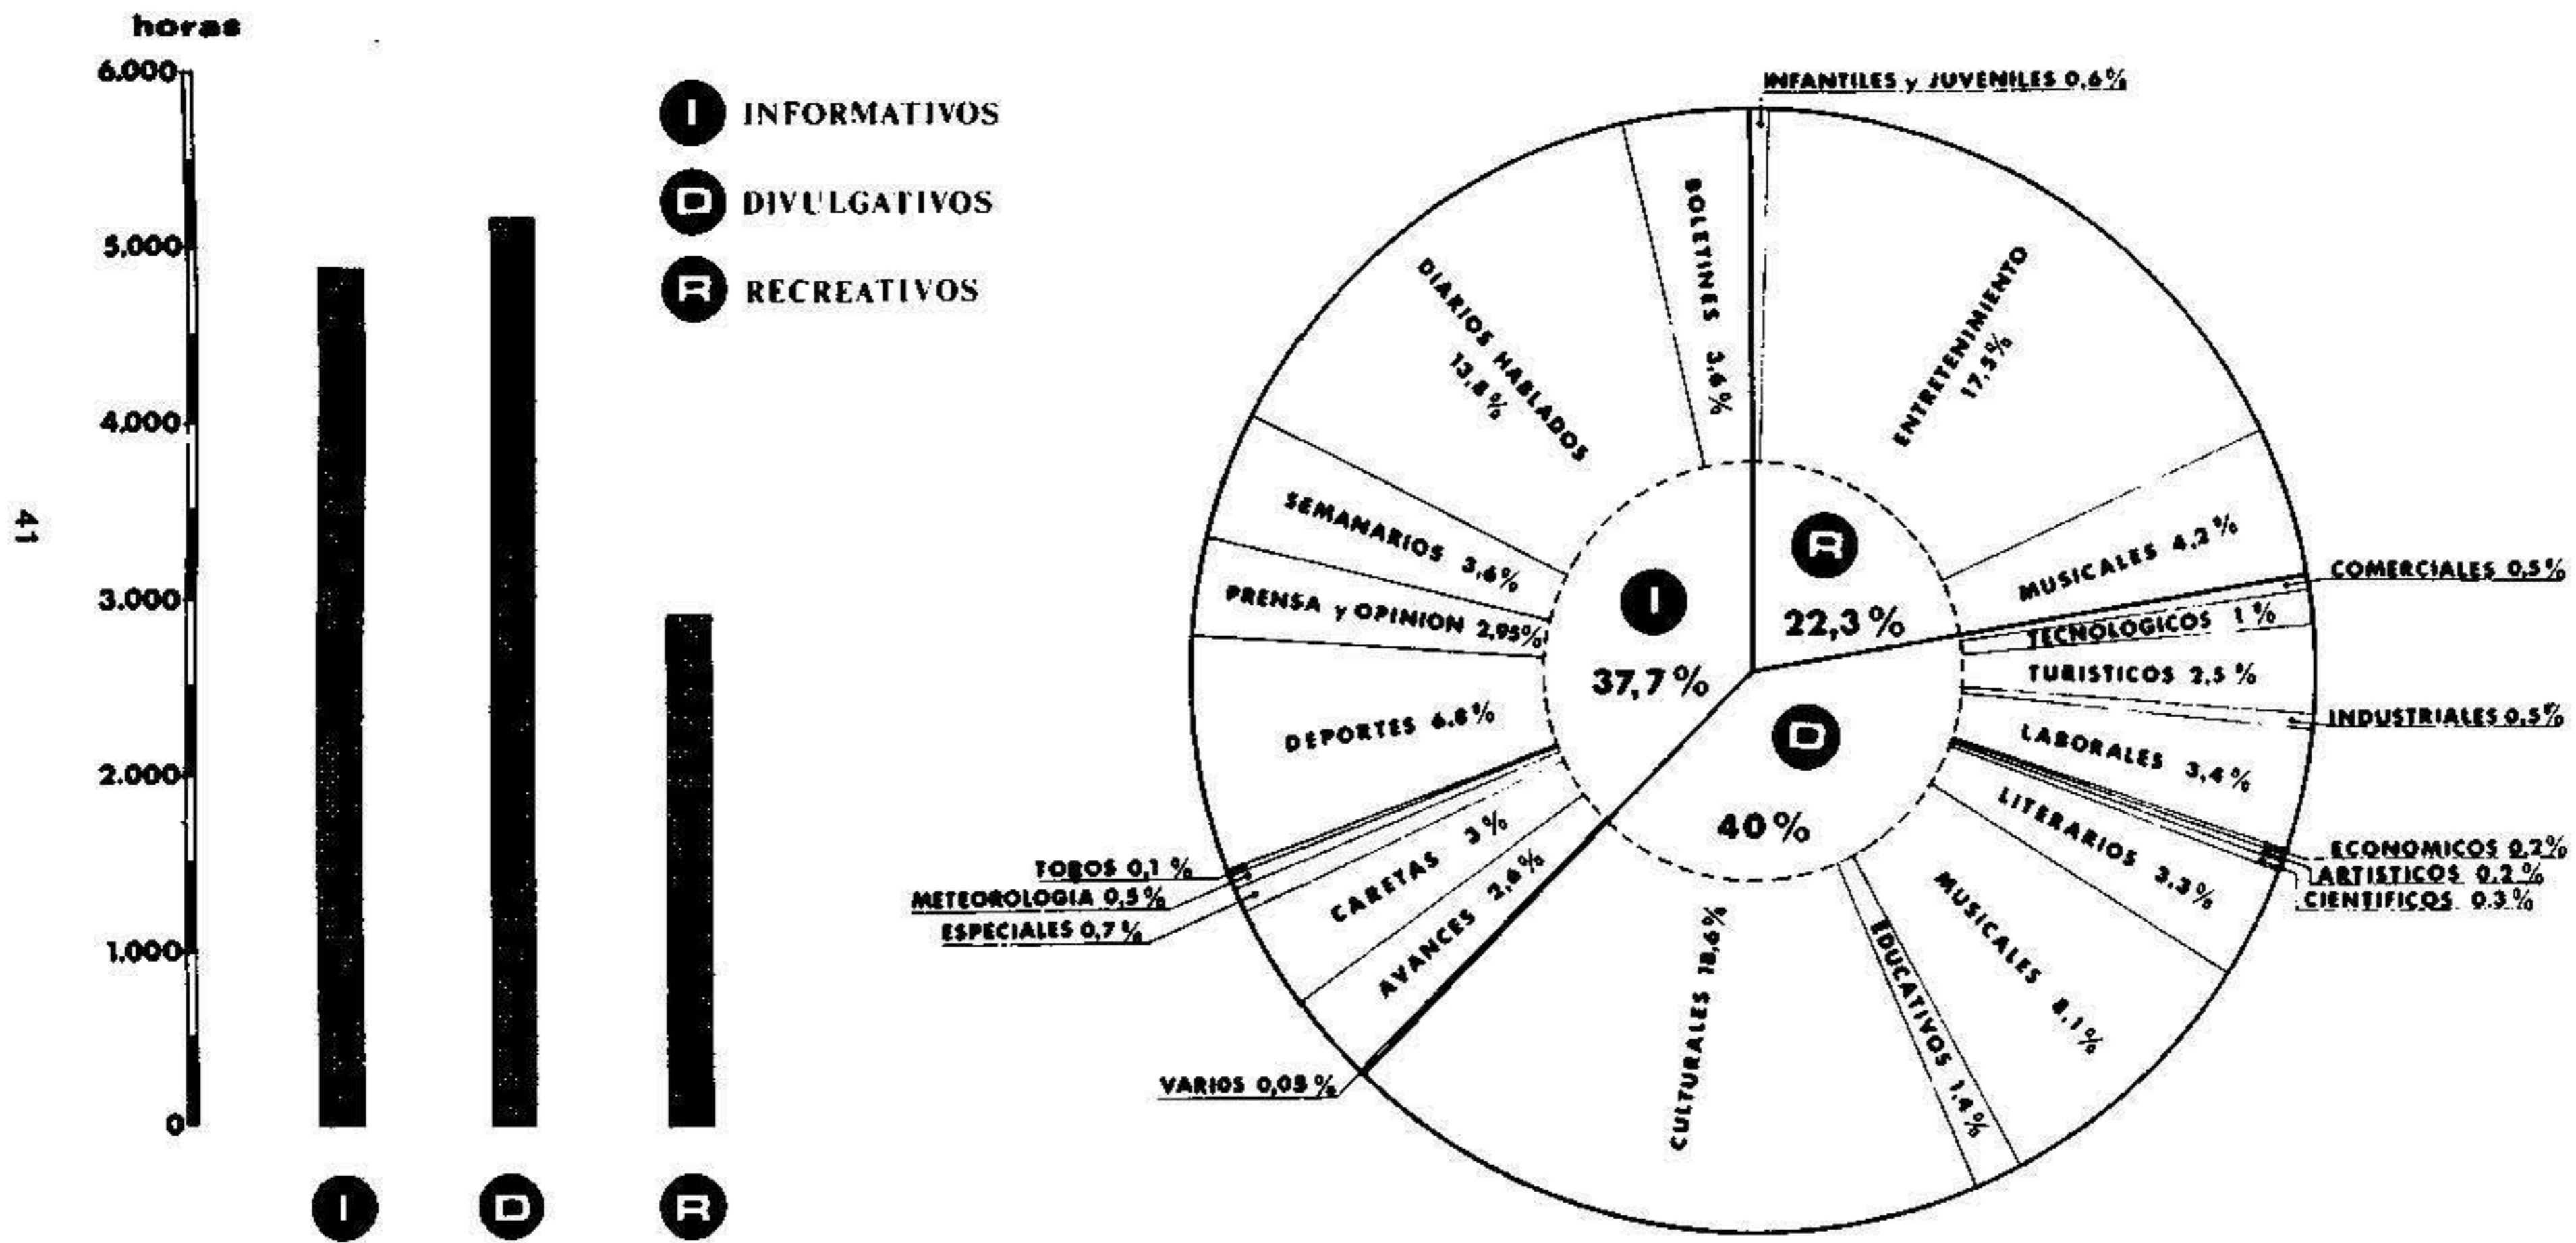 horas
6.000
5.000
4.000
3.000
2.000
1.000
0
I
D
R
I INFORMATIVOS
D DIVULGATIVOS
R RECREATIVOS
INFANTILES y JUVENILES 0,6%
ENTRETENIMIENTO
17,5%
MUSICALES 4,2%
R
22,3%
COMERCIALES 0,5%
TECNOLOGICOS 1%
TURISTICOS 2,5%
INDUSTRIALES 0,5%
LABORALES 3,4%
ECONOMICOS 0,2%
ARTISTICOS 0,2%
CIENTIFICOS 0,3%
LITERARIOS 3,3%
MUSICALES 8,1%
EDUCATIVOS 1,4%
CULTURALES 18,6%
D
40%
VARIOS 0,05%
AVANCES 2,6%
CARETAS 3%
ESPECIALES 0,7%
METEOROLOGIA 0,5%
TOROS 0,1%
DEPORTES 6,8%
PRENSA y OPINION 2,95%
SEMANARIOS 3,6%
DIARIOS HABLADOS
13,8%
BOLETINES 3,6%
I
37,7%
41